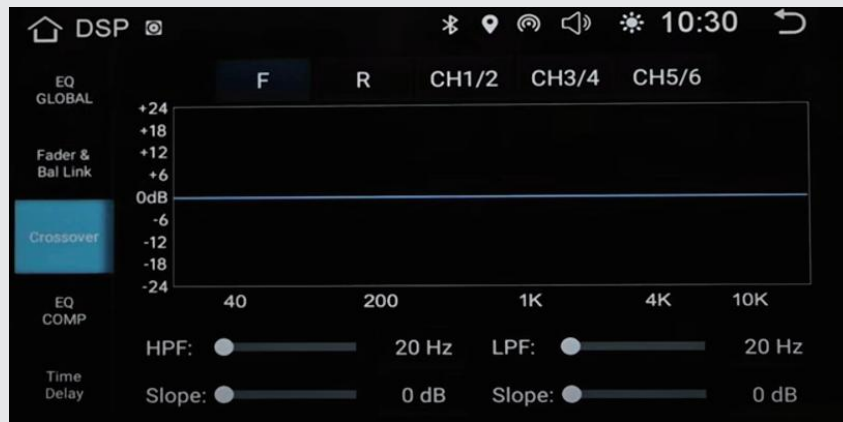 DSP
10:30
EQ
GLOBAL
Fader &
Bal Link
Crossover
EQ
COMP
Time
Delay
F R CH1/2 CH3/4 CH5/6
+24
+18
+12
+6
0dB
-6
-12
-18
-24
40 200 1K 4K 10K
HPF: 20 Hz LPF: 20 Hz
Slope: 0 dB Slope: 0 dB